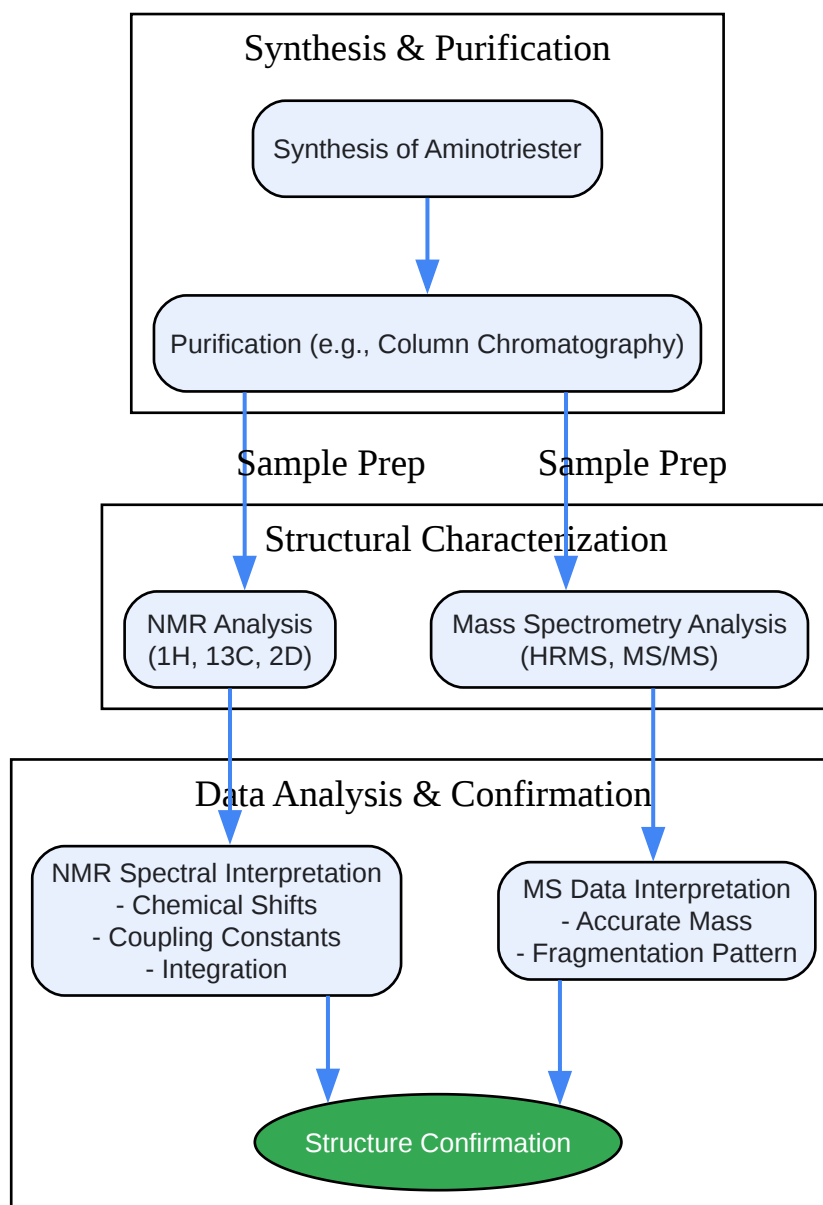 Synthesis & Purification
Synthesis of Aminotriester
Purification (e.g., Column Chromatography)
Sample Prep
Sample Prep
Structural Characterization
NMR Analysis
(1H, 13C, 2D)
Mass Spectrometry Analysis
(HRMS, MS/MS)
Data Analysis & Confirmation
NMR Spectral Interpretation
- Chemical Shifts
- Coupling Constants
- Integration
MS Data Interpretation
- Accurate Mass
- Fragmentation Pattern
Structure Confirmation